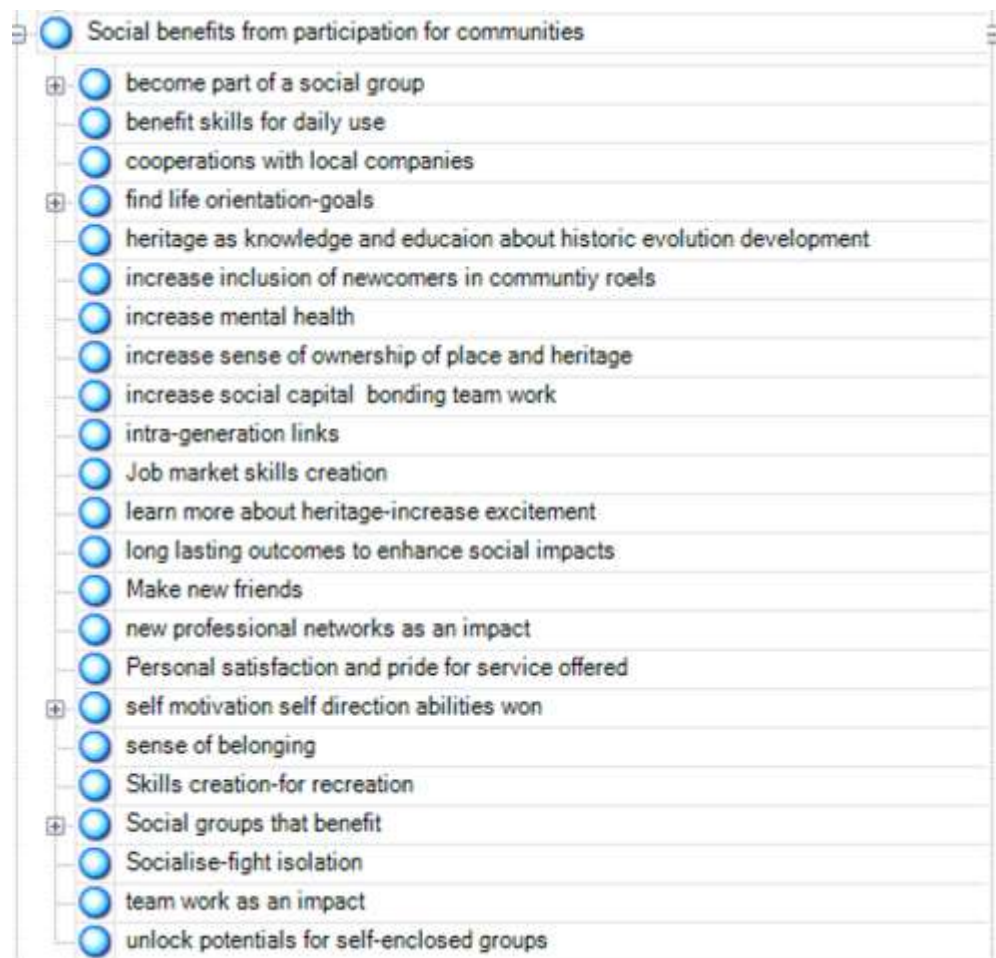 Social benefits from participation for communities
become part of a social group
benefit skills for daily use
cooperations with local companies
find life orientation-goals
heritage as knowledge and educaion about historic evolution development
increase inclusion of newcomers in communtiy roels
increase mental health
increase sense of ownership of place and heritage
increase social capital  bonding team work
intra-generation links
Job market skills creation
learn more about heritage-increase excitement
long lasting outcomes to enhance social impacts
Make new friends
new professional networks as an impact
Personal satisfaction and pride for service offered
self motivation self direction abilities won
sense of belonging
Skills creation-for recreation
Social groups that benefit
Socialise-fight isolation
team work as an impact
unlock potentials for self-enclosed groups